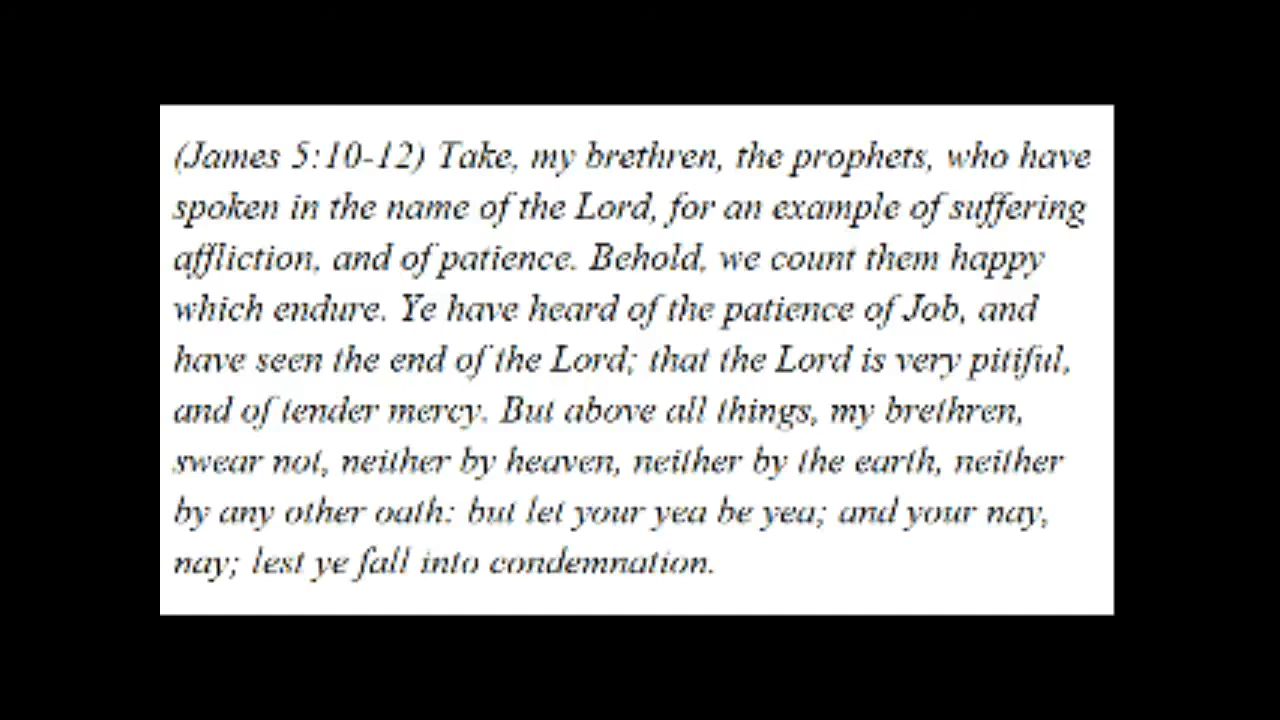 (James 5:10-12) Take, my brethren, the prophets, who have
spoken in the name of the Lord, for an example of suffering
affliction, and of patience. Behold, we count them happy
which endure. Ye have heard of the patience of Job, and
have seen the end of the Lord; that the Lord is very pitiful,
and of tender mercy. But above all things, my brethren,
swear not, neither by heaven, neither by the earth, neither
by any other oath: but let your yea be yea; and your nay,
nay; lest ye fall into condemnation.